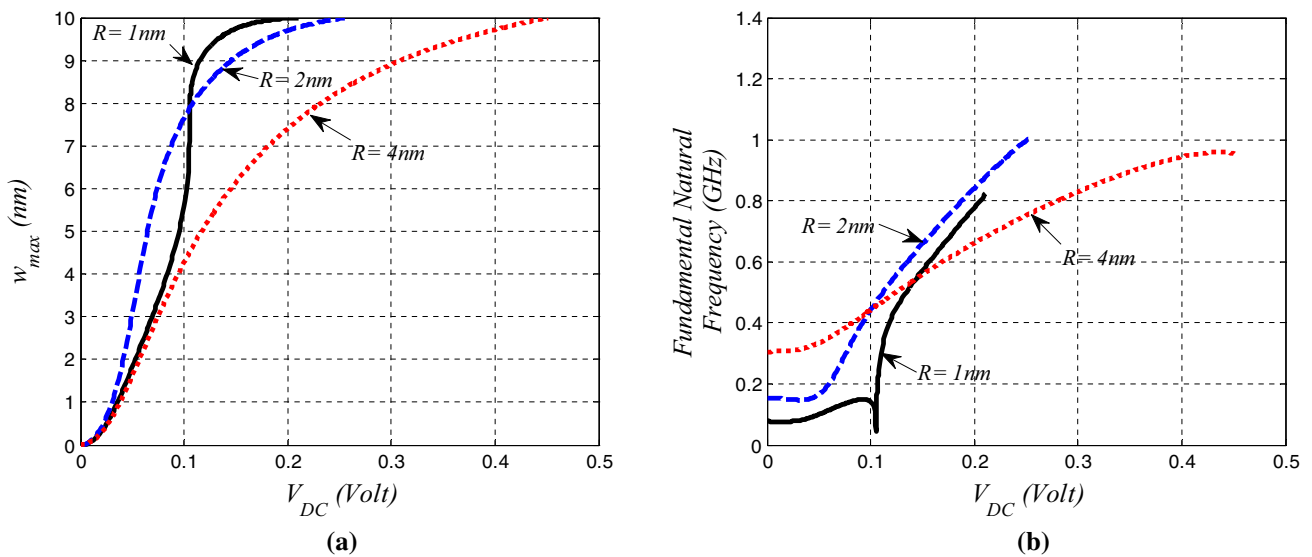 10
9
8
7
6
5
4
3
2
1
0
w_max (nm)
R= 1nm
R= 2nm
R= 4nm
0
0.1
0.2
0.3
0.4
0.5
V_DC (Volt)
(a)
1.4
1.2
1
0.8
0.6
0.4
0.2
0
Fundamental Natural
Frequency (GHz)
R= 2nm
R= 4nm
R= 1nm
0
0.1
0.2
0.3
0.4
0.5
V_DC (Volt)
(b)